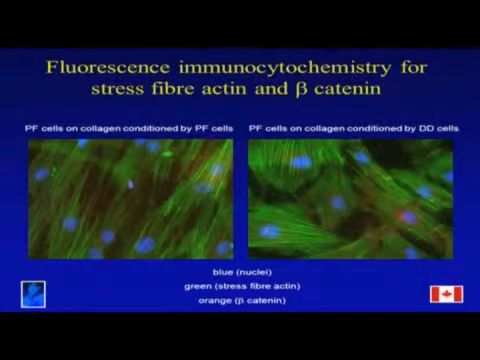 Fluorescence immunocytochemistry for
stress fibre actin and β catenin
PF cells on collagen conditioned by PF cells
PF cells on collagen conditioned by DD cells
blue (nuclei)
green (stress fibre actin)
orange (β catenin)